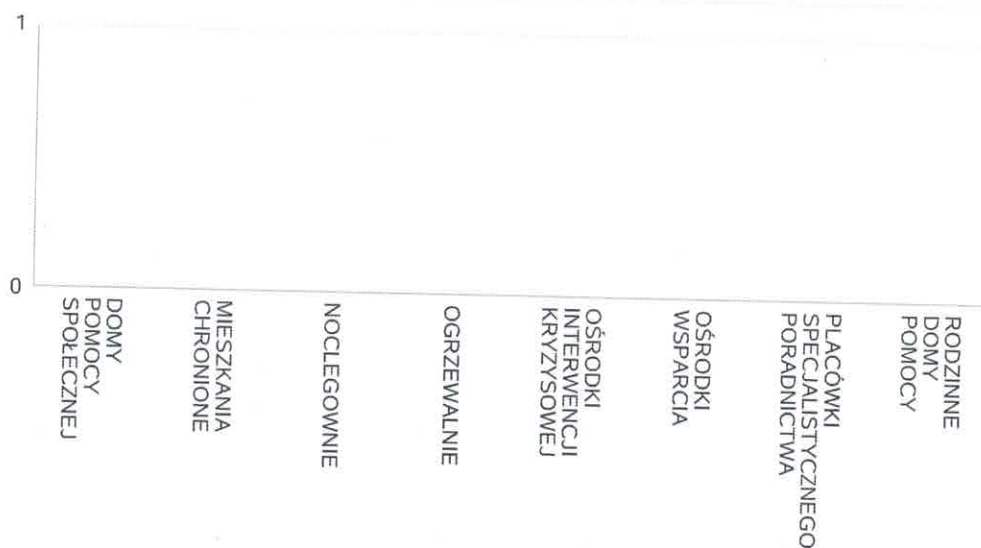 1
0
DOMY
POMOCY
SPOŁECZNEJ
MIESZKANIA
CHRONIONE
NOCLEGOWNIE
OGRZEWALNIE
OŚRODKI
INTERWENCJI
KRYZYSOWEJ
OŚRODKI
WSPARCIA
PLACÓWKI
SPECJALISTYCZNEGO
PORADNICTWA
RODZINNE
DOMY
POMOCY